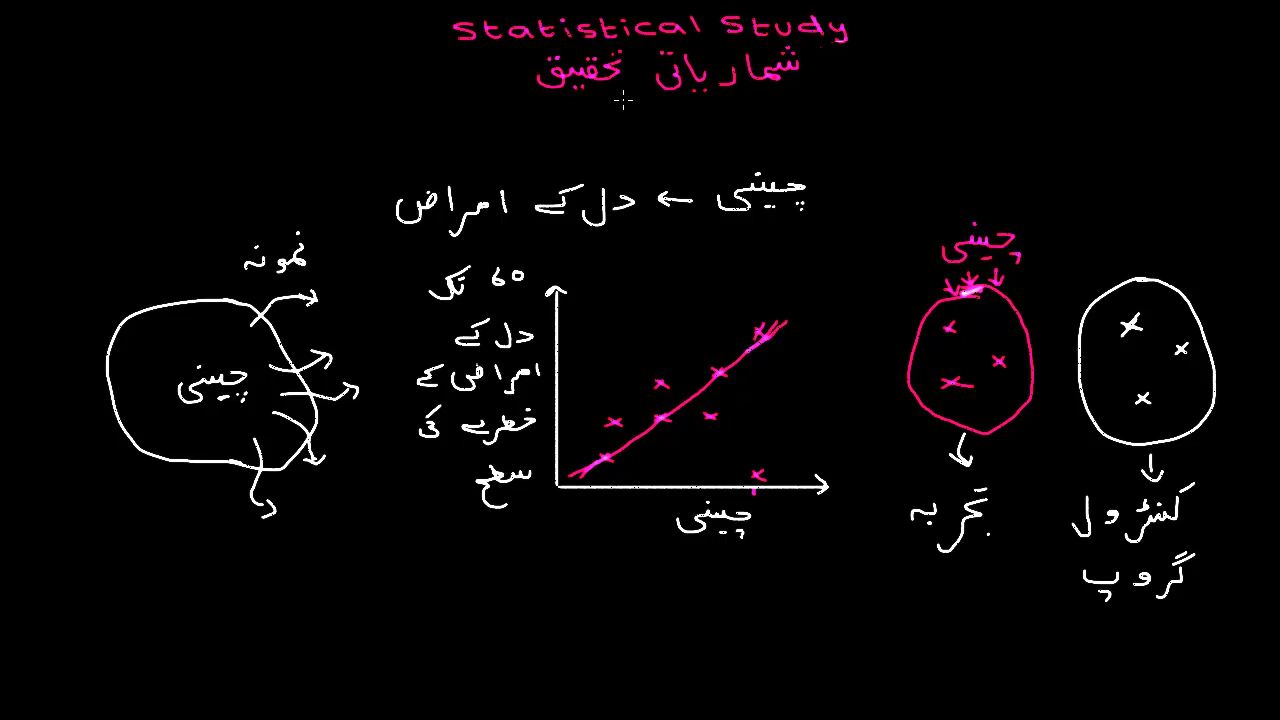 Statistical Study
شماریاتی تحقیق
چینی ← دل کے امراض
نمونہ
چینی
60 تک
دل کے
امراض کے
خطرے کی
سطح
چینی
چینی
تجربہ
کنٹرول
گروپ